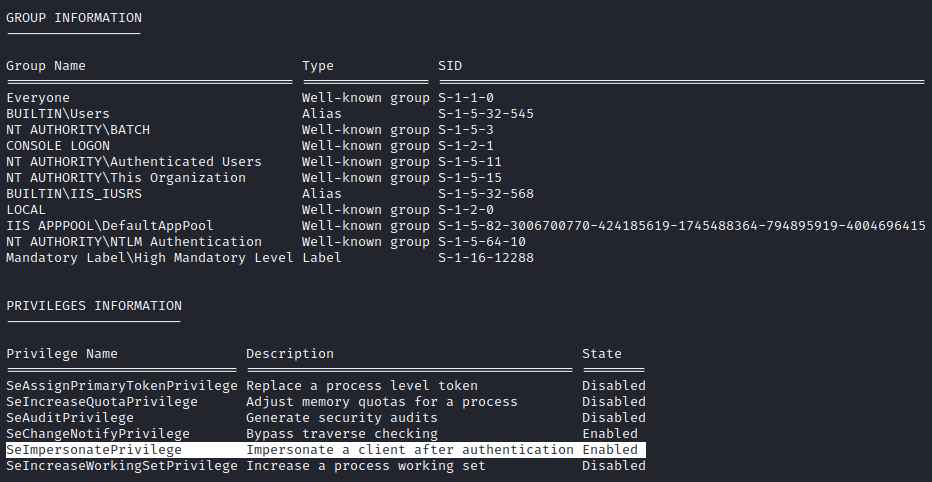 GROUP INFORMATION
-----------------
Group Name Type SID
==================================== ================ =============================================================
Everyone Well-known group S-1-1-0
BUILTIN\Users Alias S-1-5-32-545
NT AUTHORITY\BATCH Well-known group S-1-5-3
CONSOLE LOGON Well-known group S-1-2-1
NT AUTHORITY\Authenticated Users Well-known group S-1-5-11
NT AUTHORITY\This Organization Well-known group S-1-5-15
BUILTIN\IIS_IUSRS Alias S-1-5-32-568
LOCAL Well-known group S-1-2-0
IIS APPPOOL\DefaultAppPool Well-known group S-1-5-82-3006700770-424185619-1745488364-794895919-4004696415
NT AUTHORITY\NTLM Authentication Well-known group S-1-5-64-10
Mandatory Label\High Mandatory Level Label S-1-16-12288
PRIVILEGES INFORMATION
----------------------
Privilege Name Description State
============================= ========================================= ========
SeAssignPrimaryTokenPrivilege Replace a process level token Disabled
SeIncreaseQuotaPrivilege Adjust memory quotas for a process Disabled
SeAuditPrivilege Generate security audits Disabled
SeChangeNotifyPrivilege Bypass traverse checking Enabled
SeImpersonatePrivilege Impersonate a client after authentication Enabled
SeIncreaseWorkingSetPrivilege Increase a process working set Disabled